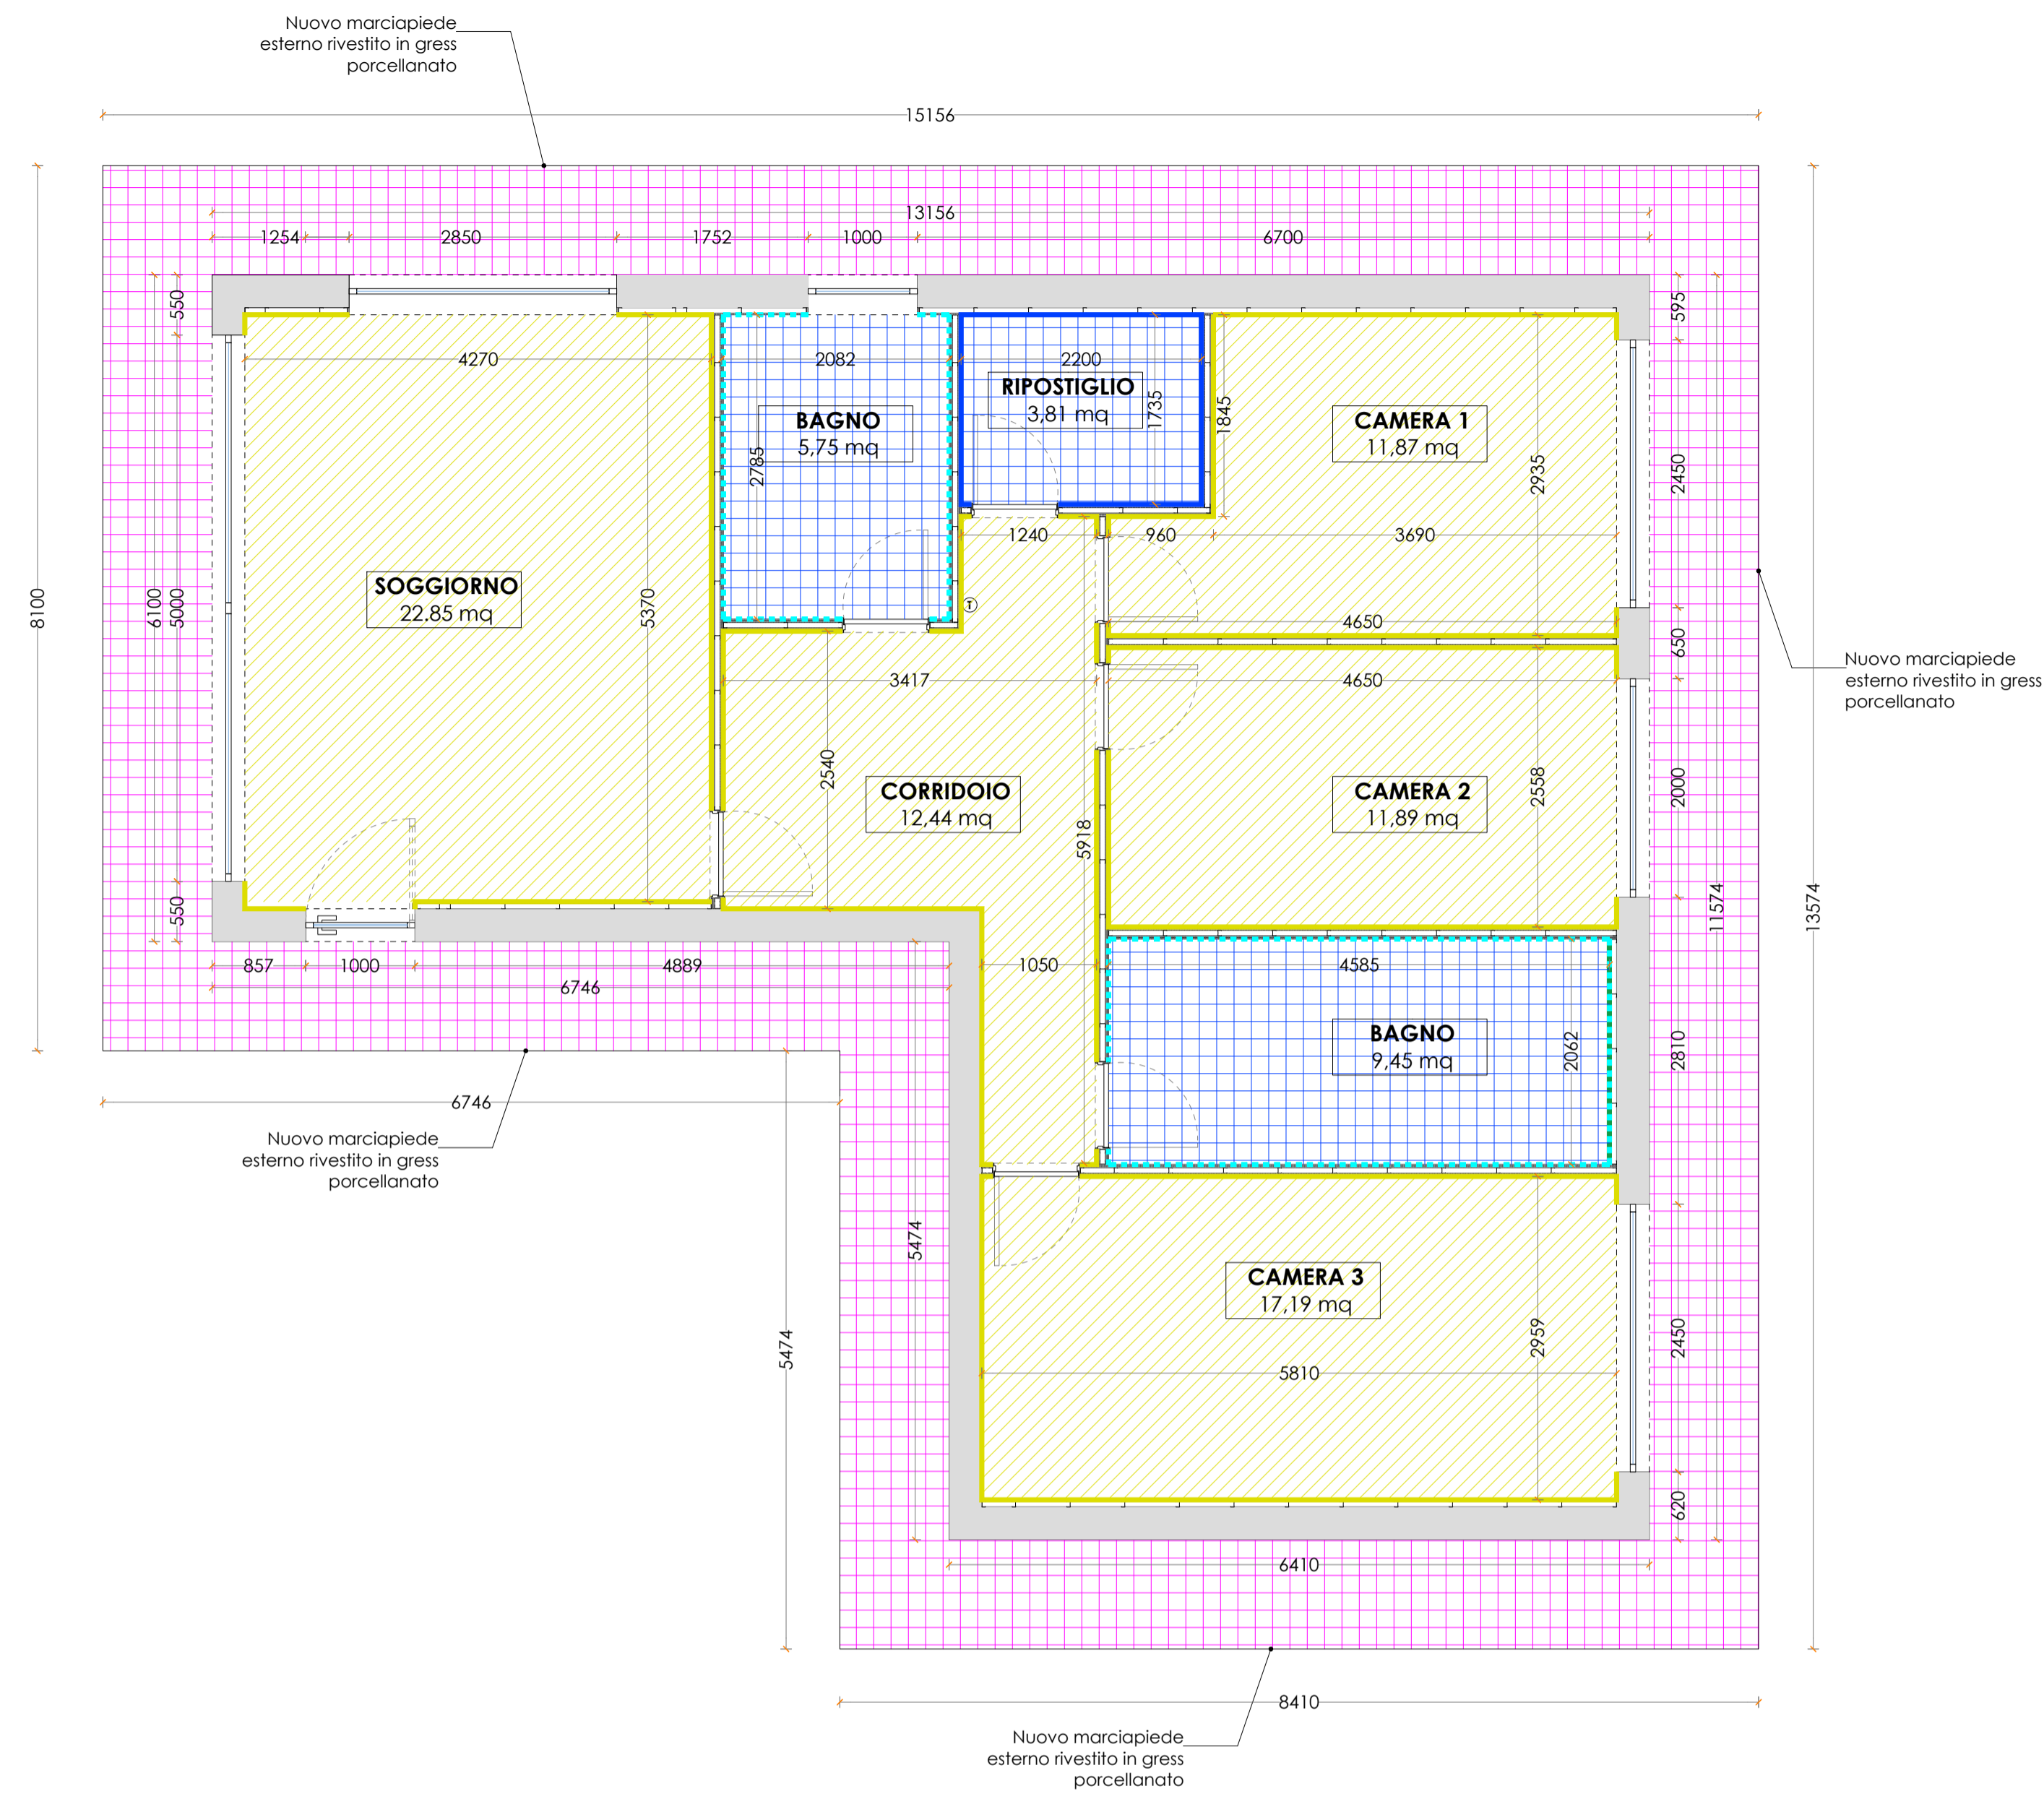 Nuovo marciapiede
esterno rivestito in gress
porcellanato
15156
13156
1254
2850
1752
1000
6700
550
595
4270
2082
2200
RIPOSTIGLIO
3,81 mq
1735
1845
BAGNO
5,75 mq
2785
CAMERA 1
11,87 mq
2935
2450
1240
960
3690
SOGGIORNO
22.85 mq
8100
6100
5000
5370
T
4650
650
Nuovo marciapiede
esterno rivestito in gress
porcellanato
3417
4650
2540
CORRIDOIO
12,44 mq
CAMERA 2
11,89 mq
2558
2000
5918
550
11574
13574
857
1000
4889
6746
1050
4585
BAGNO
9,45 mq
2062
2810
6746
Nuovo marciapiede
esterno rivestito in gress
porcellanato
5474
5474
CAMERA 3
17,19 mq
2959
2450
5810
620
6410
8410
Nuovo marciapiede
esterno rivestito in gress
porcellanato